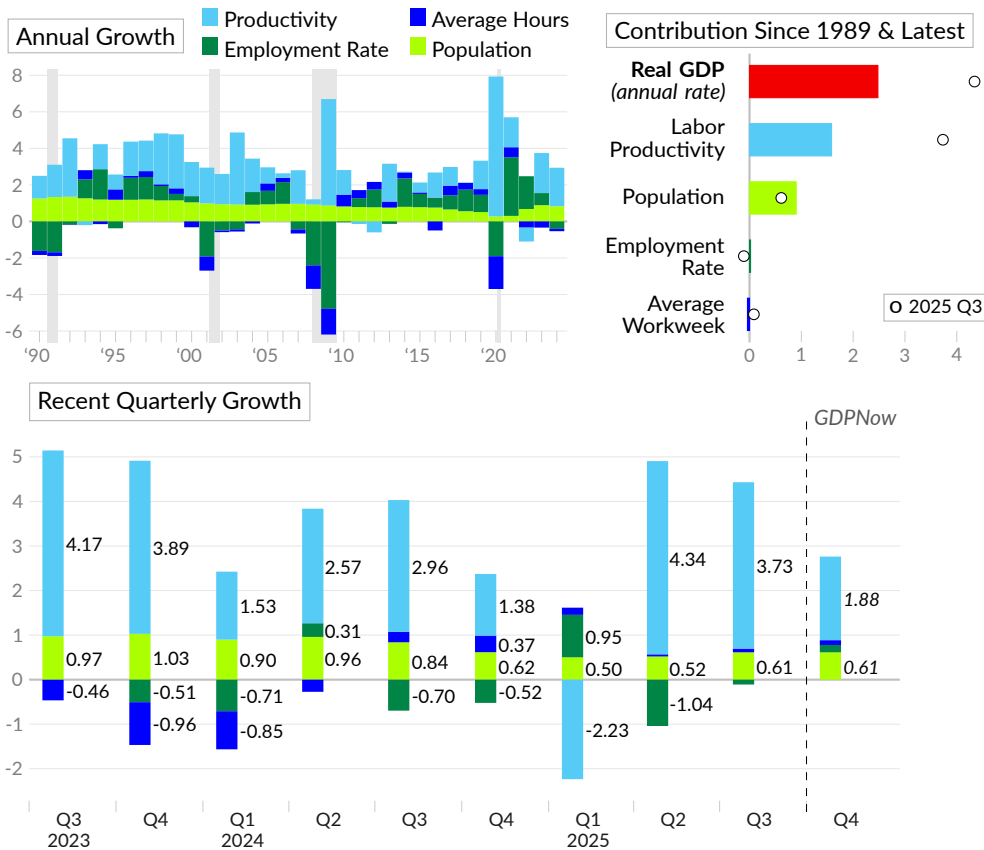 Annual Growth
Productivity
Average Hours
Employment Rate
Population
8
6
4
2
0
-2
-4
-6
'90
'95
'00
'05
'10
'15
'20
Contribution Since 1989 & Latest
Real GDP
(annual rate)
Labor
Productivity
Population
Employment
Rate
Average
Workweek
2025 Q3
0
1
2
3
4
Recent Quarterly Growth
GDPNow
5
4
3
2
1
0
-1
-2
4.17
0.97
-0.46
3.89
1.03
-0.51
-0.96
1.53
0.90
-0.71
-0.85
2.57
0.31
0.96
2.96
0.84
-0.70
1.38
0.37
0.62
-0.52
0.95
0.50
-2.23
4.34
0.52
-1.04
3.73
0.61
1.88
0.61
Q3
2023
Q4
Q1
2024
Q2
Q3
Q4
Q1
2025
Q2
Q3
Q4